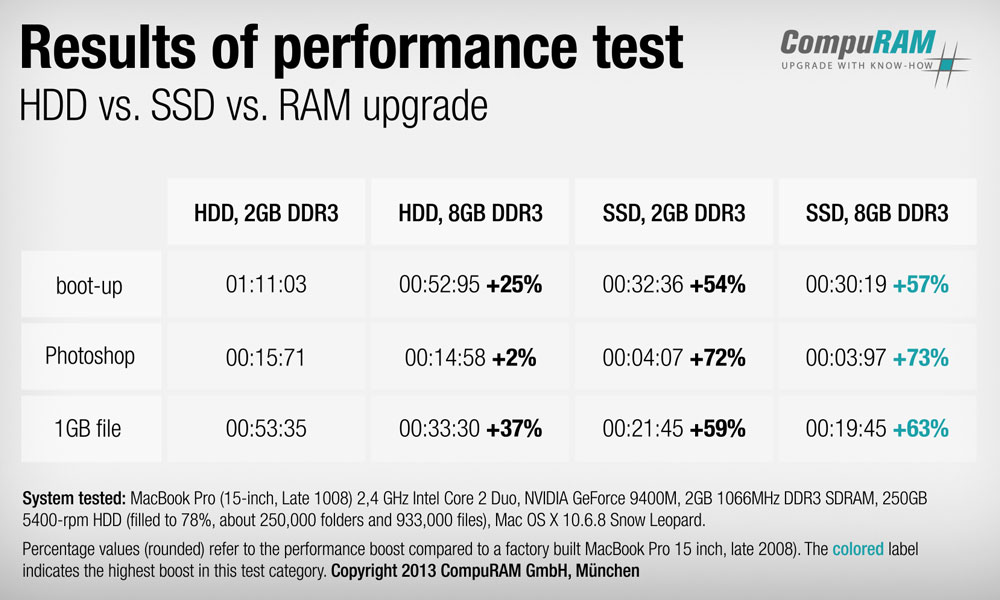 Results of performance test
HDD vs. SSD vs. RAM upgrade
CompuRAM
UPGRADE WITH KNOW-HOW
HDD, 2GB DDR3 HDD, 8GB DDR3 SSD, 2GB DDR3 SSD, 8GB DDR3
boot-up 01:11:03 00:52:95 +25% 00:32:36 +54% 00:30:19 +57%
Photoshop 00:15:71 00:14:58 +2% 00:04:07 +72% 00:03:97 +73%
1GB file 00:53:35 00:33:30 +37% 00:21:45 +59% 00:19:45 +63%
System tested: MacBook Pro (15-inch, Late 1008) 2,4 GHz Intel Core 2 Duo, NVIDIA GeForce 9400M, 2GB 1066MHz DDR3 SDRAM, 250GB
5400-rpm HDD (filled to 78%, about 250,000 folders and 933,000 files), Mac OS X 10.6.8 Snow Leopard.
Percentage values (rounded) refer to the performance boost compared to a factory built MacBook Pro 15 inch, late 2008). The colored label
indicates the highest boost in this test category. Copyright 2013 CompuRAM GmbH, München